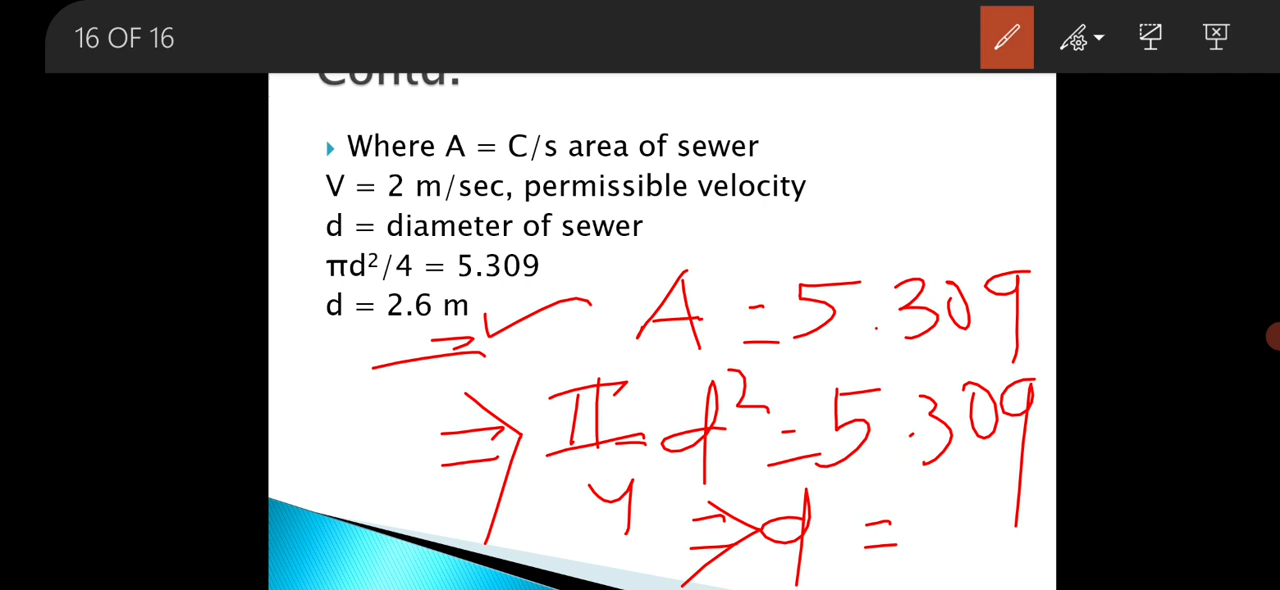 16 OF 16
Contd.
Where A = C/s area of sewer
V = 2 m/sec, permissible velocity
d = diameter of sewer
πd²/4 = 5.309
d = 2.6 m
A = 5.309
⇒ π/4 d² = 5.309
⇒ d =